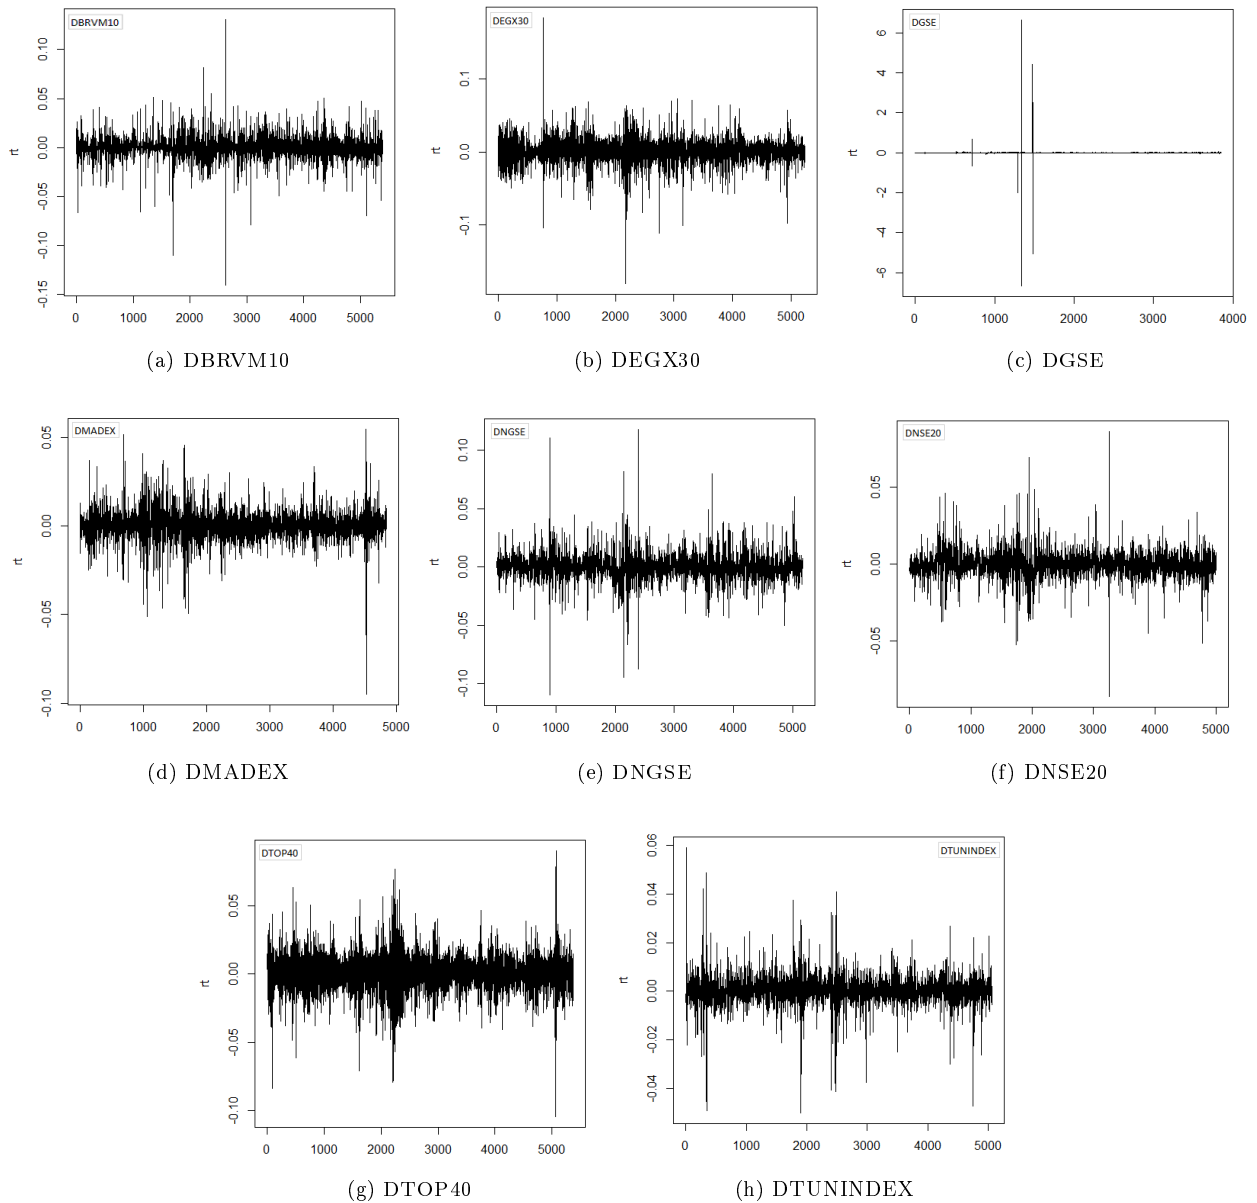 DBRVM10
rt
0.10
0.05
0.00
-0.05
-0.10
-0.15
0 1000 2000 3000 4000 5000
(a) DBRVM10
DEGX30
rt
0.1
0.0
-0.1
0 1000 2000 3000 4000 5000
(b) DEGX30
DGSE
rt
6
4
2
0
-2
-4
-6
0 1000 2000 3000 4000
(c) DGSE
DMADEX
rt
0.05
0.00
-0.05
-0.10
0 1000 2000 3000 4000 5000
(d) DMADEX
DNGSE
rt
0.10
0.05
0.00
-0.05
-0.10
0 1000 2000 3000 4000 5000
(e) DNGSE
DNSE20
rt
0.05
0.00
-0.05
0 1000 2000 3000 4000 5000
(f) DNSE20
DTOP40
rt
0.05
0.00
-0.05
-0.10
0 1000 2000 3000 4000 5000
(g) DTOP40
DTUNINDEX
rt
0.06
0.04
0.02
0.00
-0.02
-0.04
0 1000 2000 3000 4000 5000
(h) DTUNINDEX